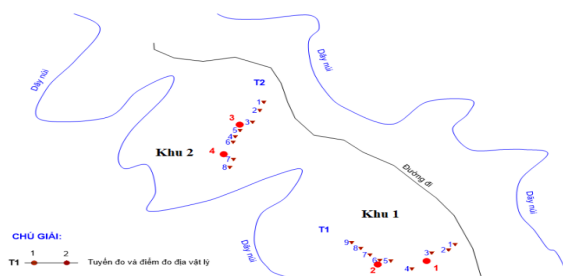 Dãy núi
Dãy núi
T2
1
2
3
3
5
4
6
4
7
8
Khu 2
Đường đi
Khu 1
T1
9
8
7
6
5
2
4
3
1
2
1
Dãy núi
CHÚ GIẢI:
1 2
T1 Tuyến đo và điểm đo địa vật lý